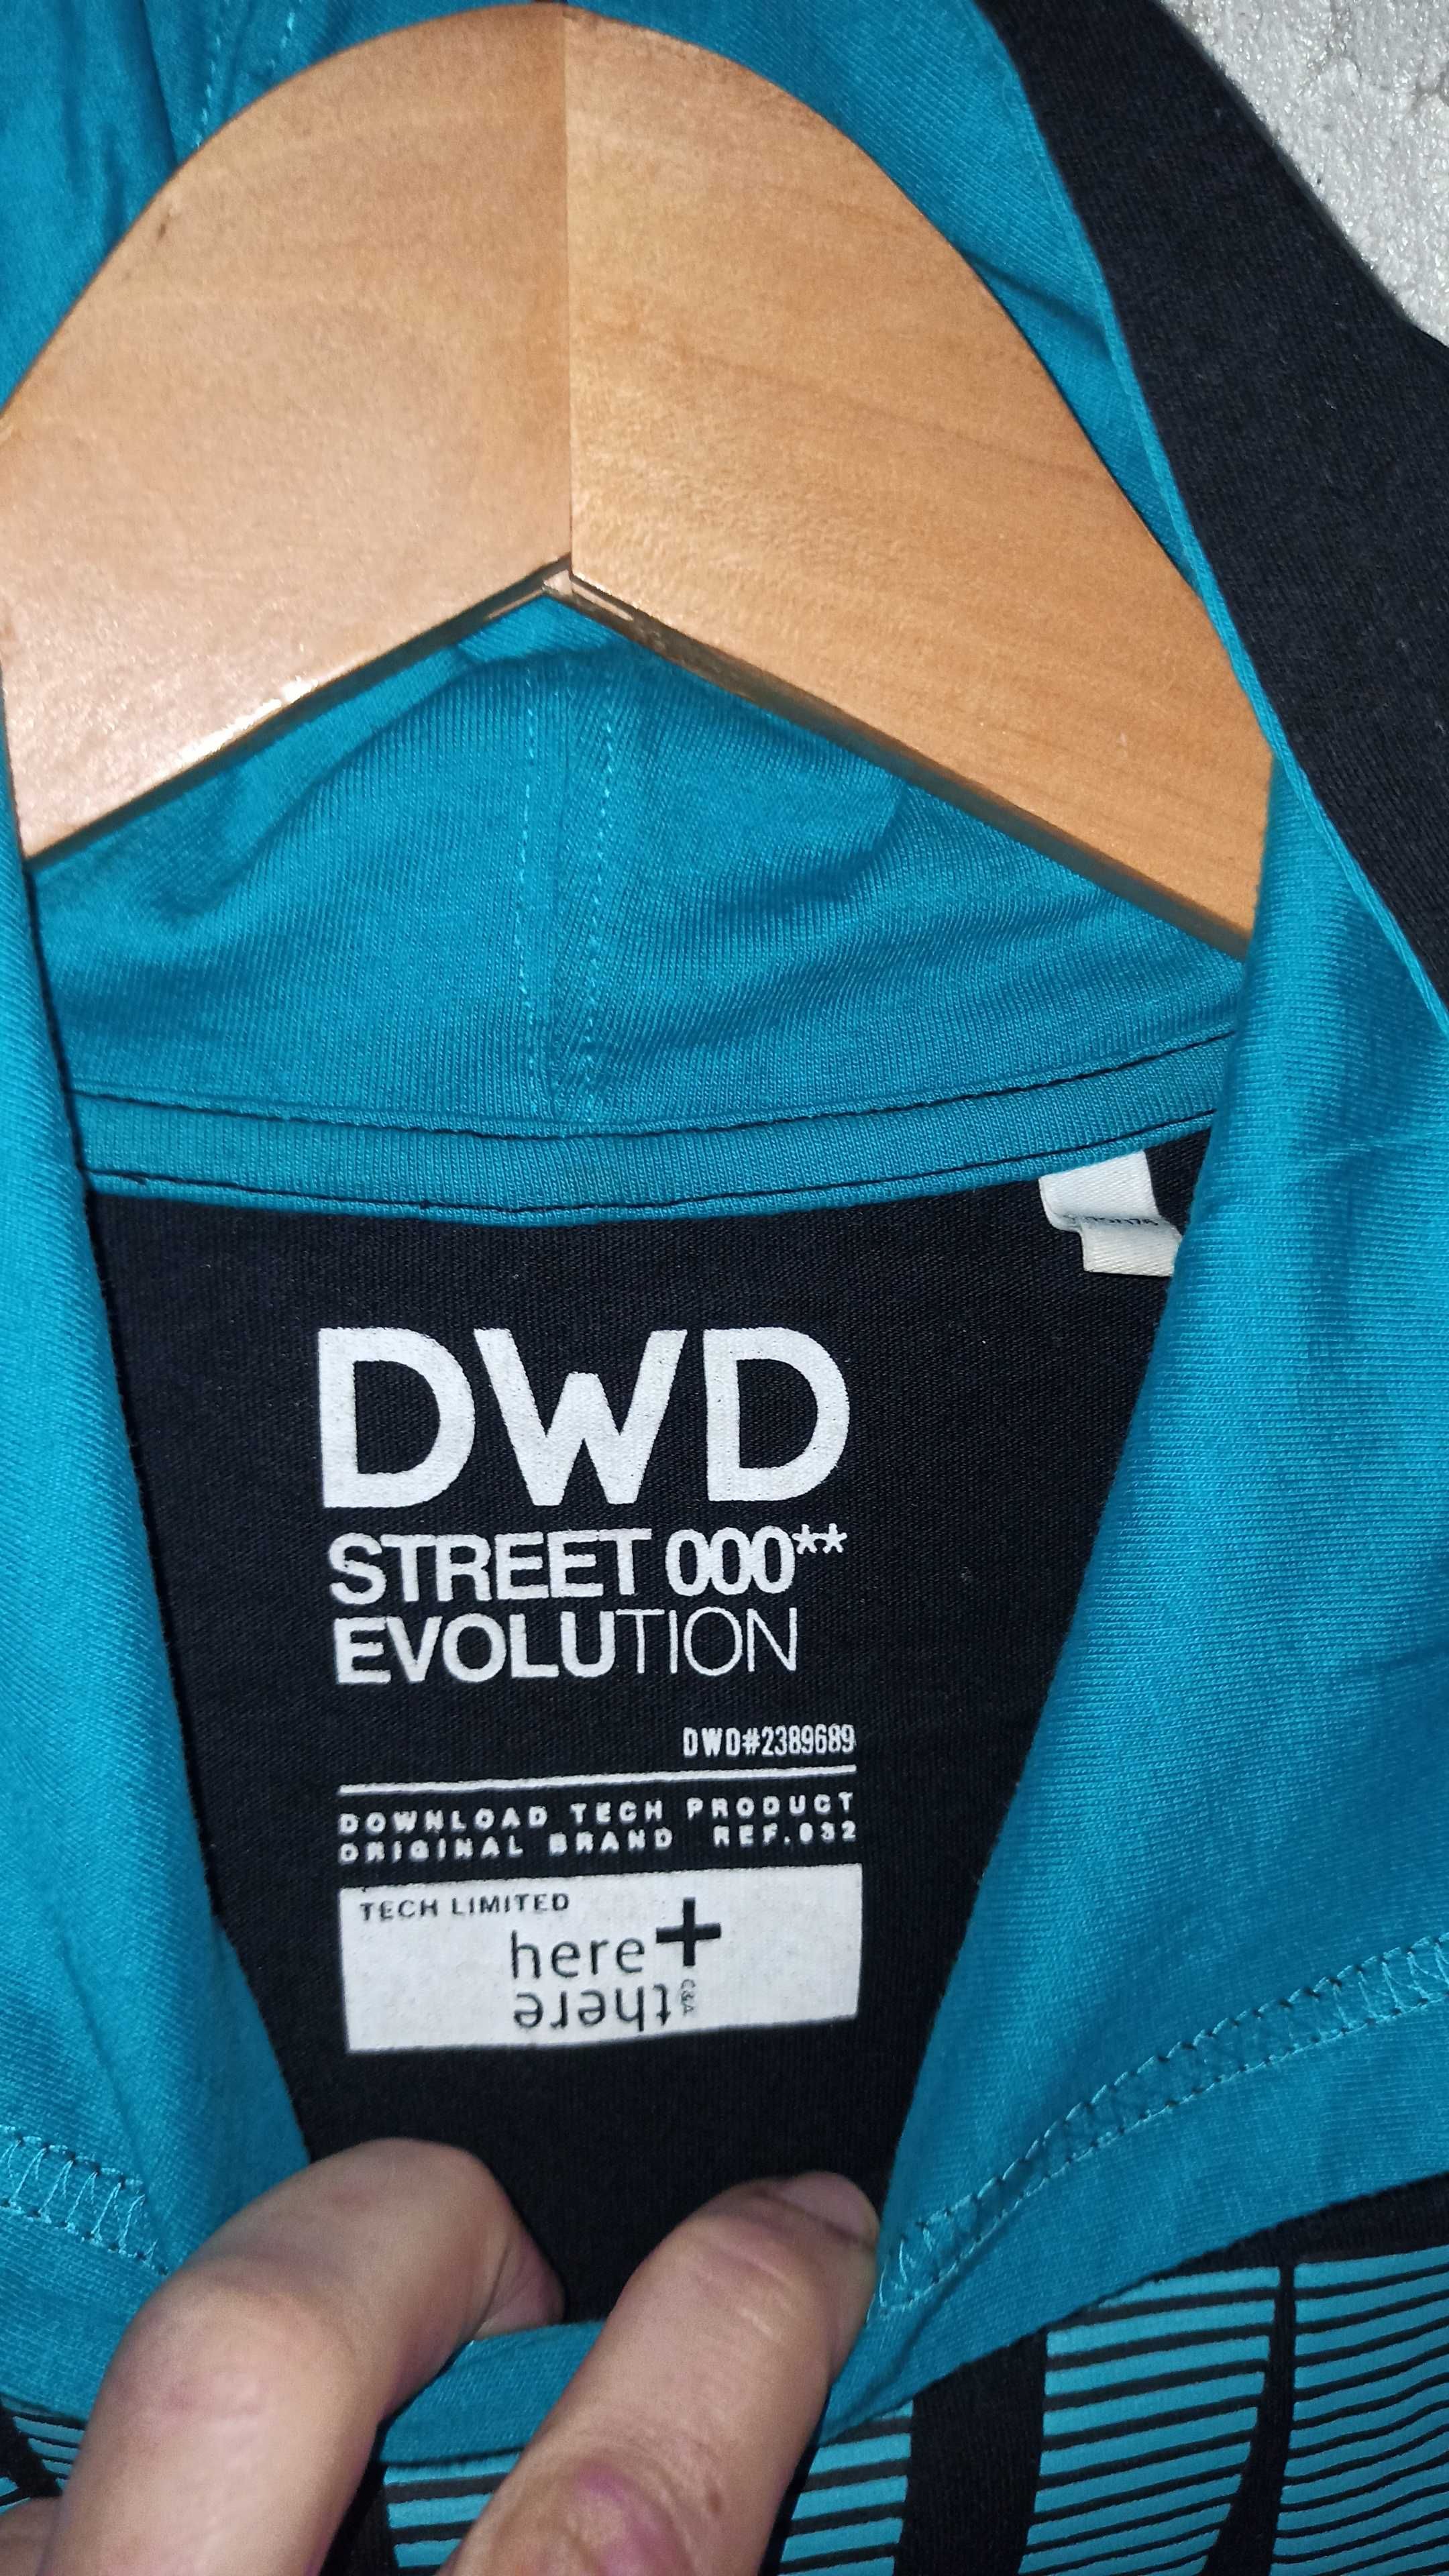 DWD
STREET 000**
EVOLUTION
DWD#2389689
DOWNLOAD TECH PRODUCT
ORIGINAL BRAND REF.032
TECH LIMITED
here+
there C&A